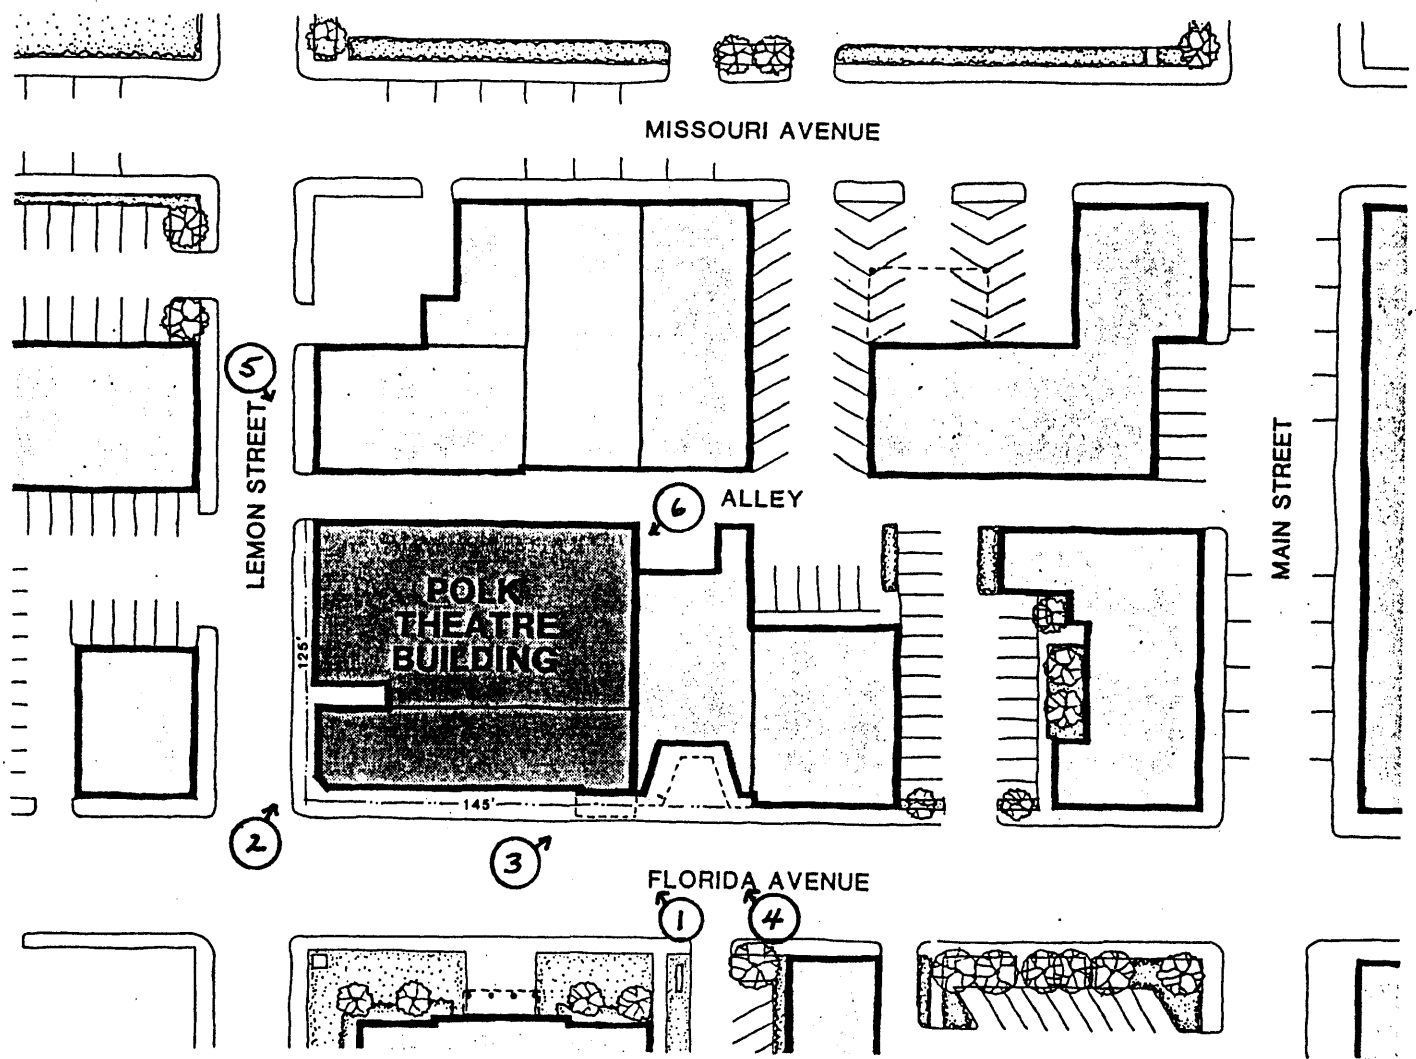 MISSOURI AVENUE
5
LEMON STREET
6
ALLEY
MAIN STREET
POLK
THEATRE
BUILDING
125'
145'
2
3
FLORIDA AVENUE
1
4